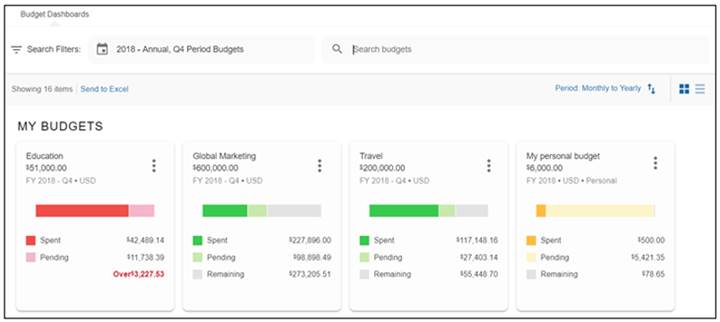 Budget Dashboards
Search Filters: 2018 - Annual, Q4 Period Budgets Search budgets
Showing 16 items Send to Excel Period: Monthly to Yearly
MY BUDGETS
Education
$51,000.00
FY 2018 - Q4 • USD
Spent $42,489.14
Pending $11,738.39
Over $3,227.53
Global Marketing
$600,000.00
FY 2018 - Q4 • USD
Spent $227,896.00
Pending $98,898.49
Remaining $273,205.51
Travel
$200,000.00
FY 2018 - Q4 • USD
Spent $117,148.16
Pending $27,403.14
Remaining $55,448.70
My personal budget
$6,000.00
FY 2018 • USD • Personal
Spent $500.00
Pending $5,421.35
Remaining $78.65